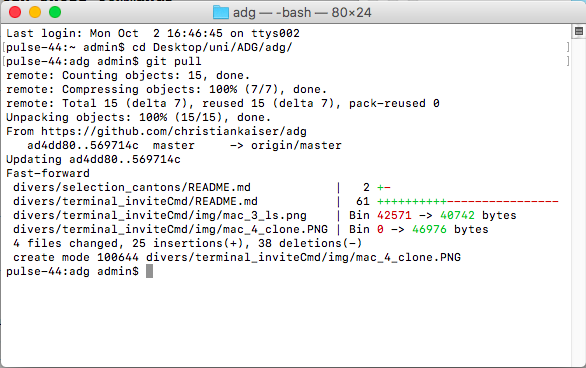 adg — -bash — 80×24
Last login: Mon Oct  2 16:46:45 on ttys002
[pulse-44:~ admin$ cd Desktop/uni/ADG/adg/ ]
[pulse-44:adg admin$ git pull ]
remote: Counting objects: 15, done.
remote: Compressing objects: 100% (7/7), done.
remote: Total 15 (delta 7), reused 15 (delta 7), pack-reused 0
Unpacking objects: 100% (15/15), done.
From https://github.com/christiankaiser/adg
   ad4dd80..569714c  master     -> origin/master
Updating ad4dd80..569714c
Fast-forward
 divers/selection_cantons/README.md            |   2 +-
 divers/terminal_inviteCmd/README.md           |  61 ++++++++++----------------
 divers/terminal_inviteCmd/img/mac_3_ls.png    | Bin 42571 -> 40742 bytes
 divers/terminal_inviteCmd/img/mac_4_clone.PNG | Bin 0 -> 46976 bytes
 4 files changed, 25 insertions(+), 38 deletions(-)
 create mode 100644 divers/terminal_inviteCmd/img/mac_4_clone.PNG
pulse-44:adg admin$